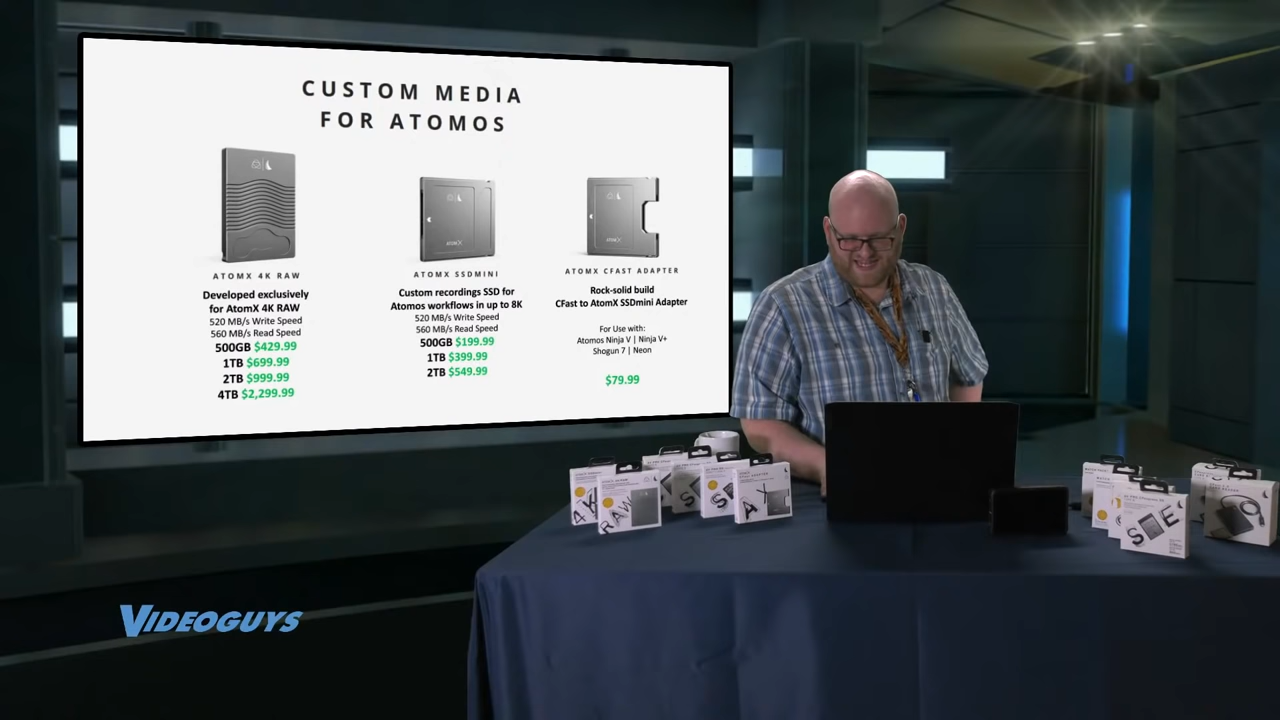 CUSTOM MEDIA
FOR ATOMOS
ATOMX 4K RAW
Developed exclusively
for AtomX 4K RAW
520 MB/s Write Speed
560 MB/s Read Speed
500GB $429.99
1TB $699.99
2TB $999.99
4TB $2,299.99
ATOMX SSDMINI
Custom recordings SSD for
Atomos workflows in up to 8K
520 MB/s Write Speed
560 MB/s Read Speed
500GB $199.99
1TB $399.99
2TB $549.99
ATOMX CFAST ADAPTER
Rock-solid build
CFast to AtomX SSDmini Adapter
For Use with:
Atomos Ninja V | Ninja V+
Shogun 7 | Neon
$79.99
4K
RAW
S
S
A X
S E
VIDEOGUYS